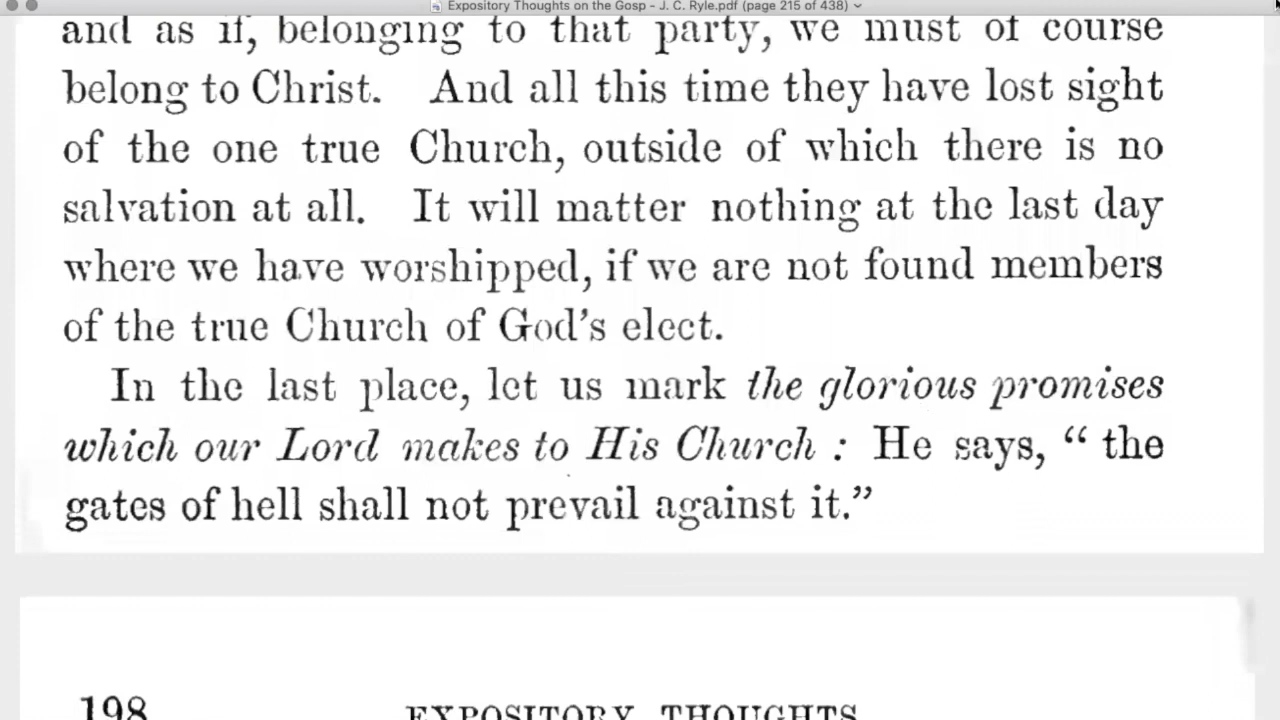 Expository Thoughts on the Gosp - J. C. Ryle.pdf (page 215 of 438)
and as if, belonging to that party, we must of course
belong to Christ. And all this time they have lost sight
of the one true Church, outside of which there is no
salvation at all. It will matter nothing at the last day
where we have worshipped, if we are not found members
of the true Church of God’s elect.
In the last place, let us mark the glorious promises
which our Lord makes to His Church : He says, “ the
gates of hell shall not prevail against it.”
198 EXPOSITORY THOUGHTS